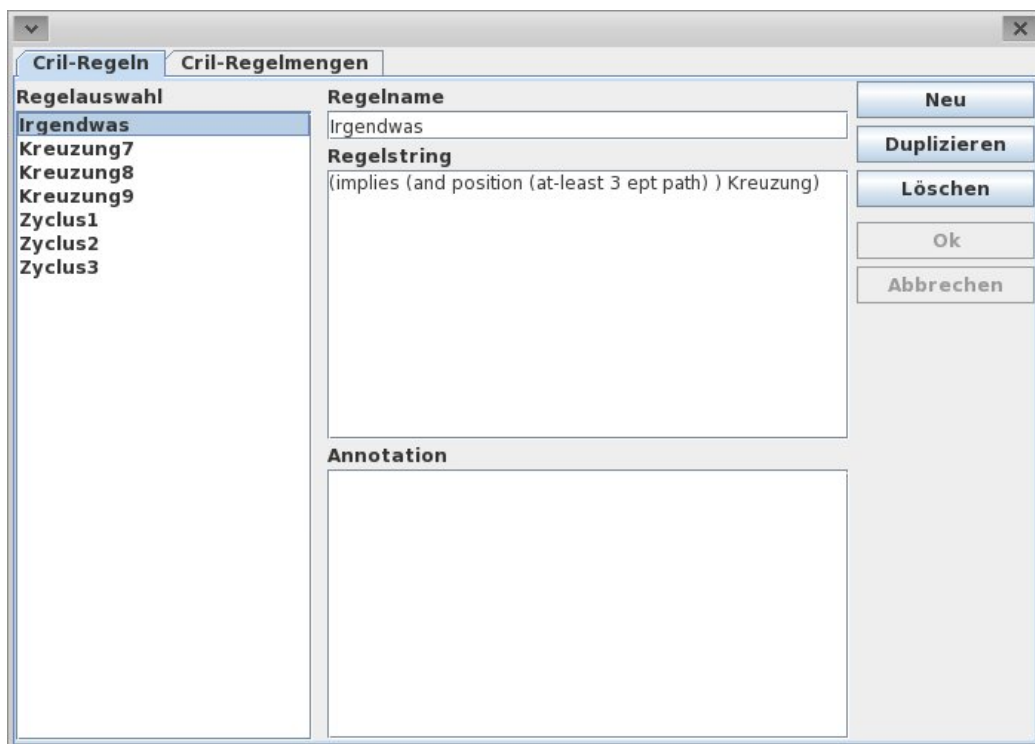 Cril-Regeln Cril-Regelmengen
Regelauswahl
Irgendwas
Kreuzung7
Kreuzung8
Kreuzung9
Zyclus1
Zyclus2
Zyclus3
Regelname
Irgendwas
Regelstring
(implies (and position (at-least 3 ept path) ) Kreuzung)
Annotation
Neu
Duplizieren
Löschen
Ok
Abbrechen